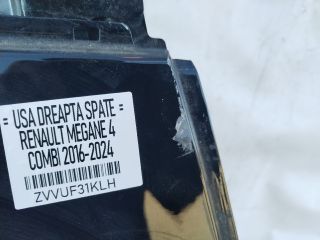 = USA DREAPTA SPATE =
RENAULT MEGANE 4
COMBI 2016-2024
ZVVUF31KLH